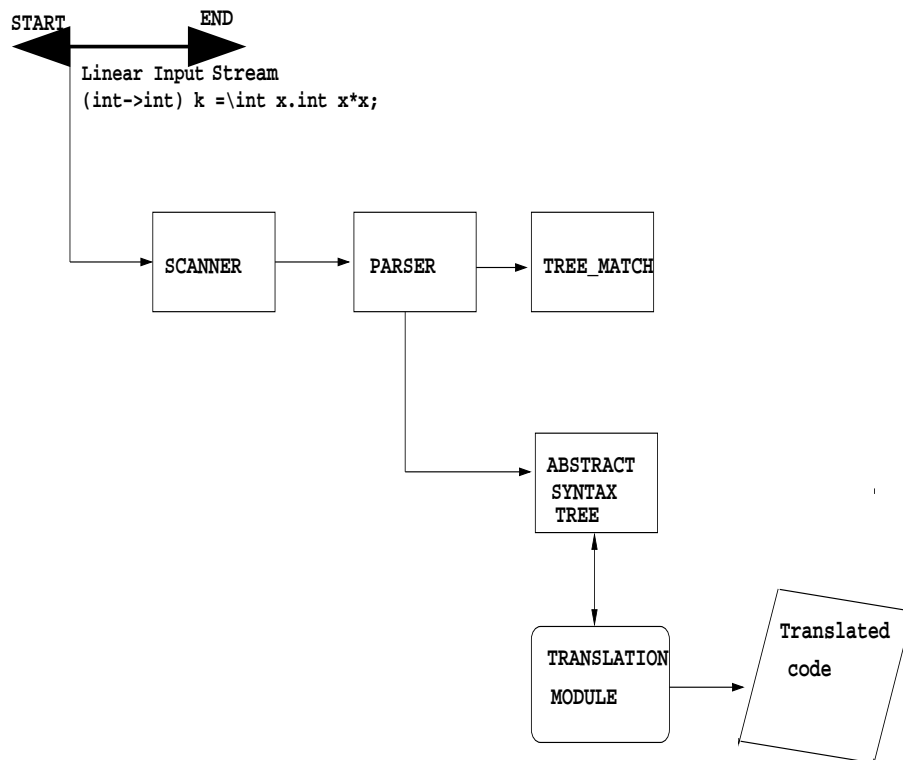 START
END
Linear Input Stream
(int->int) k =\int x.int x*x;
SCANNER
PARSER
TREE_MATCH
ABSTRACT
SYNTAX
TREE
TRANSLATION
MODULE
Translated
code